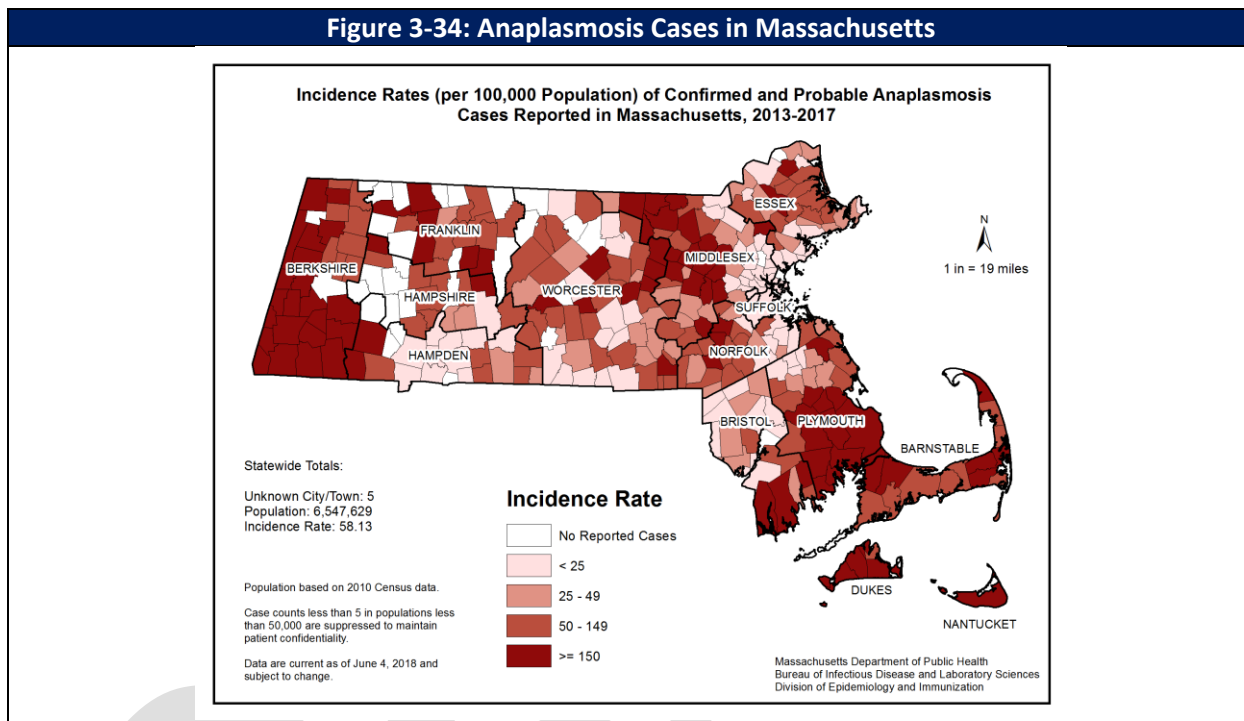 Figure 3-34: Anaplasmosis Cases in Massachusetts
Incidence Rates (per 100,000 Population) of Confirmed and Probable Anaplasmosis
Cases Reported in Massachusetts, 2013-2017
ESSEX
N
FRANKLIN
1 in = 19 miles
MIDDLESEX
BERKSHIRE
WORCESTER
HAMPSHIRE
SUFFOLK
NORFOLK
HAMPDEN
BRISTOL
PLYMOUTH
BARNSTABLE
Statewide Totals:
Unknown City/Town: 5
Population: 6,547,629
Incidence Rate: 58.13
Incidence Rate
No Reported Cases
< 25
25 - 49
50 - 149
>= 150
DUKES
NANTUCKET
Population based on 2010 Census data.
Case counts less than 5 in populations less
than 50,000 are suppressed to maintain
patient confidentiality.
Data are current as of June 4, 2018 and
subject to change.
Massachusetts Department of Public Health
Bureau of Infectious Disease and Laboratory Sciences
Division of Epidemiology and Immunization